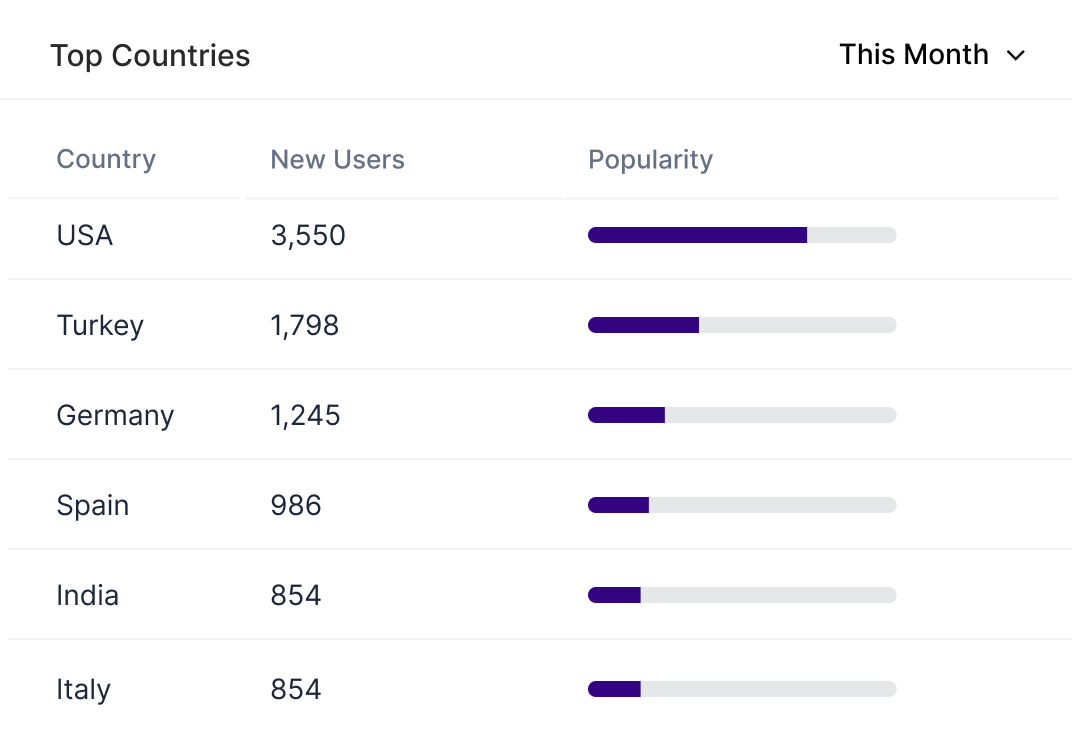 Top Countries This Month
Country New Users Popularity
USA 3,550
Turkey 1,798
Germany 1,245
Spain 986
India 854
Italy 854